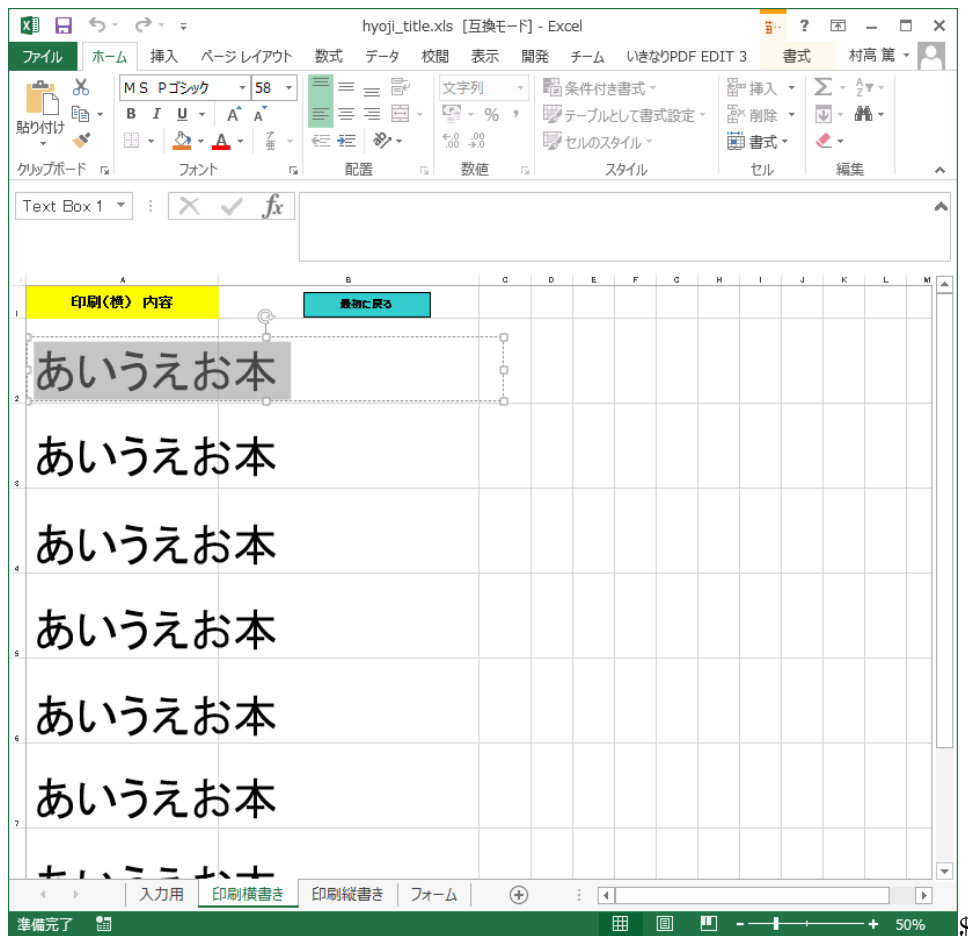 hyoji_title.xls [互換モード] - Excel
ファイル ホーム 挿入 ページ レイアウト 数式 データ 校閲 表示 開発 チーム いきなりPDF EDIT 3 書式 村高 篤
貼り付け
MS Pゴシック 58
B I U A A
文字列
% ,
条件付き書式
テーブルとして書式設定
セルのスタイル
挿入
削除
書式
クリップボード フォント 配置 数値 スタイル セル 編集
Text Box 1 fx
A B C D E F G H I J K L M
1 印刷(横) 内容 最初に戻る
2 あいうえお本
3 あいうえお本
4 あいうえお本
5 あいうえお本
6 あいうえお本
7 あいうえお本
入力用 印刷横書き 印刷縦書き フォーム
準備完了 50%